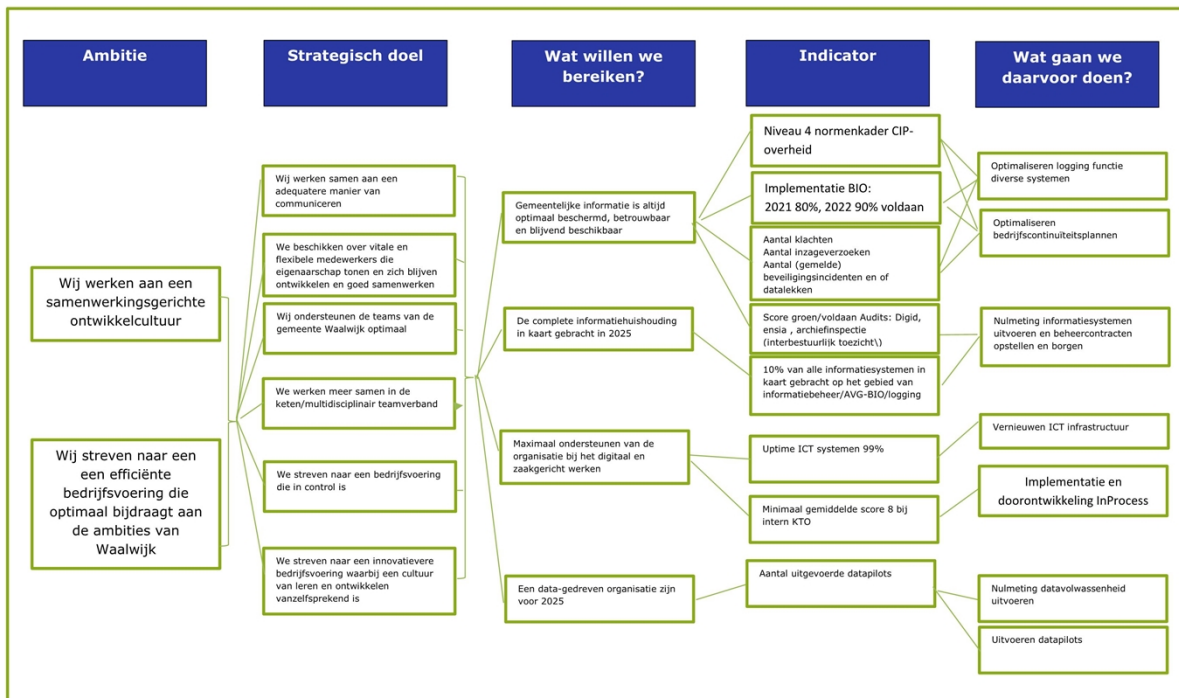 Ambitie
Strategisch doel
Wat willen we
bereiken?
Indicator
Wat gaan we
daarvoor doen?
Wij werken aan een
samenwerkingsgerichte
ontwikkelcultuur
Wij streven naar een
een efficiënte
bedrijfsvoering die
optimaal bijdraagt aan
de ambities van
Waalwijk
Wij werken samen aan een
adequatere manier van
communiceren
We beschikken over vitale en
flexibele medewerkers die
eigenaarschap tonen en zich blijven
ontwikkelen en goed samenwerken
Wij ondersteunen de teams van de
gemeente Waalwijk optimaal
We werken meer samen in de
keten/multidisciplinair teamverband
We streven naar een bedrijfsvoering
die in control is
We streven naar een innovatievere
bedrijfsvoering waarbij een cultuur
van leren en ontwikkelen
vanzelfsprekend is
Gemeentelijke informatie is altijd
optimaal beschermd, betrouwbaar
en blijvend beschikbaar
De complete informatiehuishouding
in kaart gebracht in 2025
Maximaal ondersteunen van de
organisatie bij het digitaal en
zaakgericht werken
Een data-gedreven organisatie zijn
voor 2025
Niveau 4 normenkader CIP-
overheid
Implementatie BIO:
2021 80%, 2022 90% voldaan
Aantal klachten
Aantal inzageverzoeken
Aantal (gemelde)
beveiligingsincidenten en of
datalekken
Score groen/voldaan Audits: Digid,
ensia , archiefinspectie
(interbestuurlijk toezicht\)
10% van alle informatiesystemen in
kaart gebracht op het gebied van
informatiebeheer/AVG-BIO/logging
Uptime ICT systemen 99%
Minimaal gemiddelde score 8 bij
intern KTO
Aantal uitgevoerde datapilots
Optimaliseren logging functie
diverse systemen
Optimaliseren
bedrijfscontinuïteitsplannen
Nulmeting informatiesystemen
uitvoeren en beheercontracten
opstellen en borgen
Vernieuwen ICT infrastructuur
Implementatie en
doorontwikkeling InProcess
Nulmeting datavolwassenheid
uitvoeren
Uitvoeren datapilots